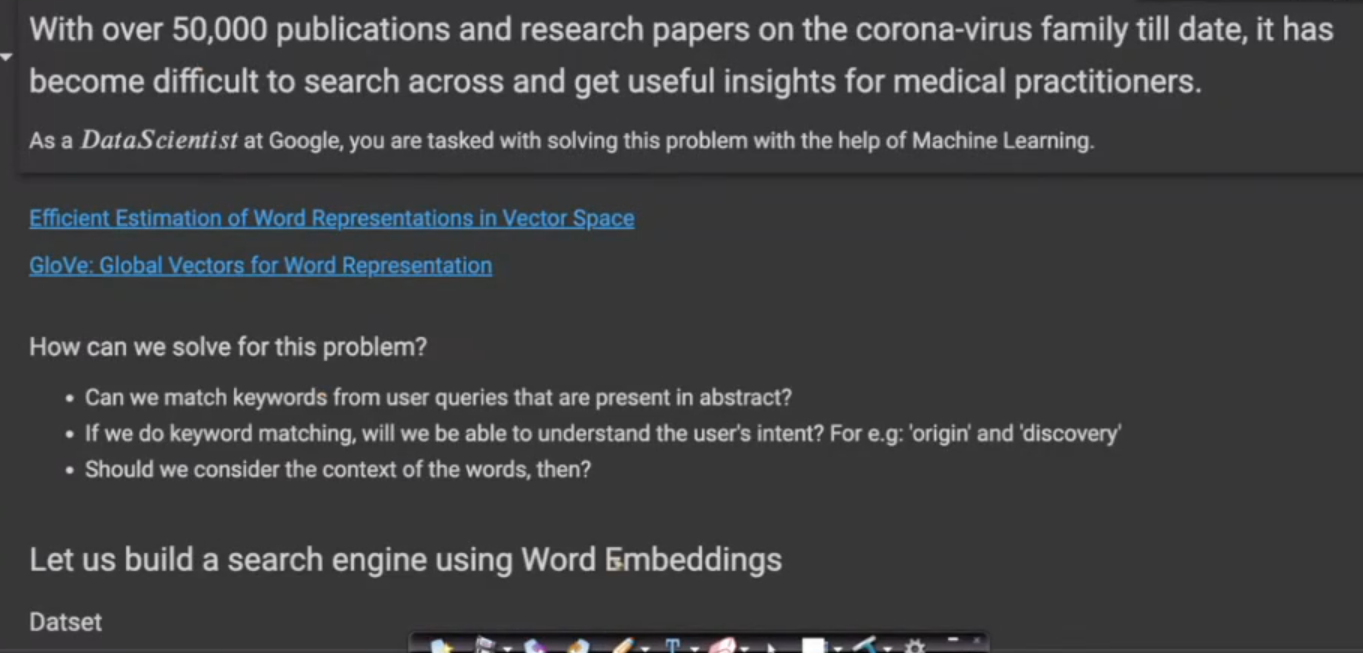 With over 50,000 publications and research papers on the corona-virus family till date, it has
become difficult to search across and get useful insights for medical practitioners.
As a DataScientist at Google, you are tasked with solving this problem with the help of Machine Learning.
Efficient Estimation of Word Representations in Vector Space
GloVe: Global Vectors for Word Representation
How can we solve for this problem?
• Can we match keywords from user queries that are present in abstract?
• If we do keyword matching, will we be able to understand the user's intent? For e.g: 'origin' and 'discovery'
• Should we consider the context of the words, then?
Let us build a search engine using Word Embeddings
Datset